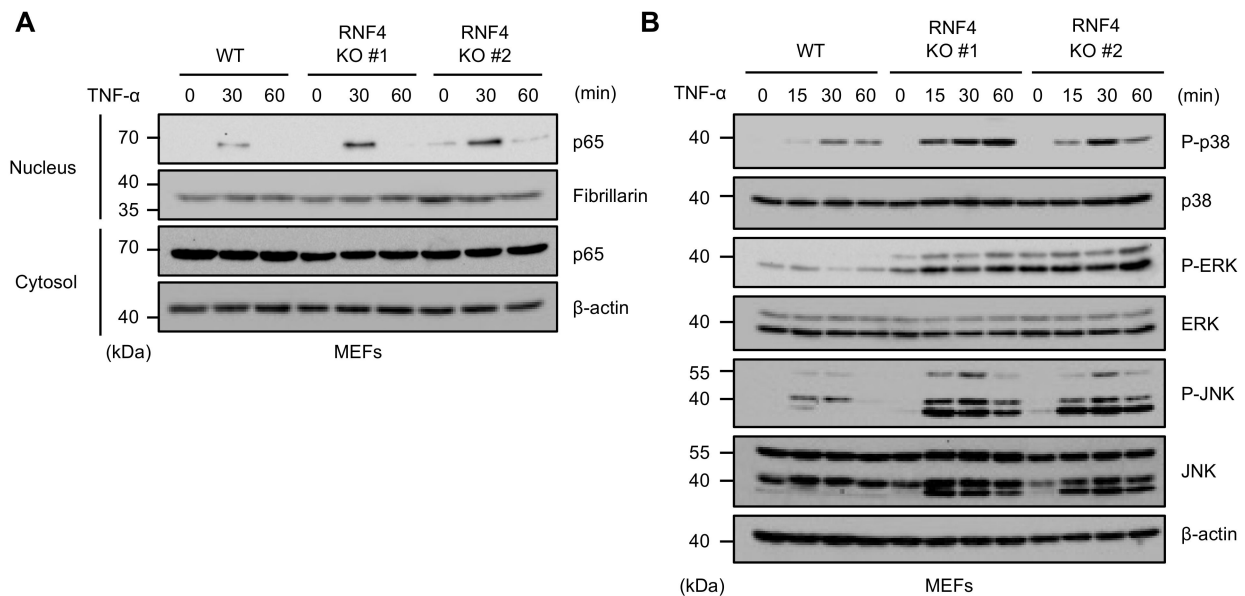 A
WT
RNF4
KO #1
RNF4
KO #2
TNF-α 0 30 60 0 30 60 0 30 60 (min)
Nucleus
70 p65
40
35
Fibrillarin
Cytosol
70 p65
40 β-actin
(kDa) MEFs
B
WT
RNF4
KO #1
RNF4
KO #2
TNF-α 0 15 30 60 0 15 30 60 0 15 30 60 (min)
40 P-p38
40 p38
40 P-ERK
40 ERK
55
40
P-JNK
55
40
JNK
40 β-actin
(kDa) MEFs